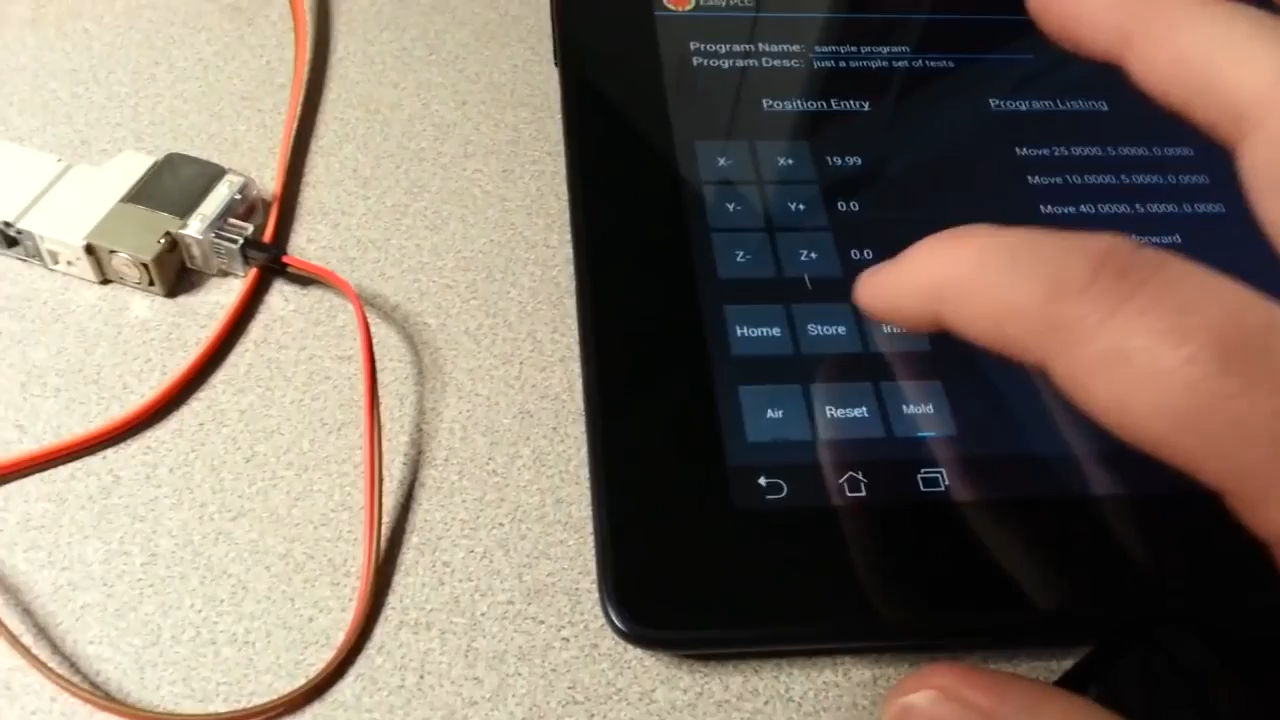 Easy PLC
Program Name: sample program
Program Desc: just a simple set of tests
Position Entry
Program Listing
X- X+ 19.99
Move 25.0000, 5.0000, 0.0000
Move 10.0000, 5.0000, 0.0000
Y- Y+ 0.0
Move 40.0000, 5.0000, 0.0000
Z- Z+ 0.0
Home Store
Air Reset Mold